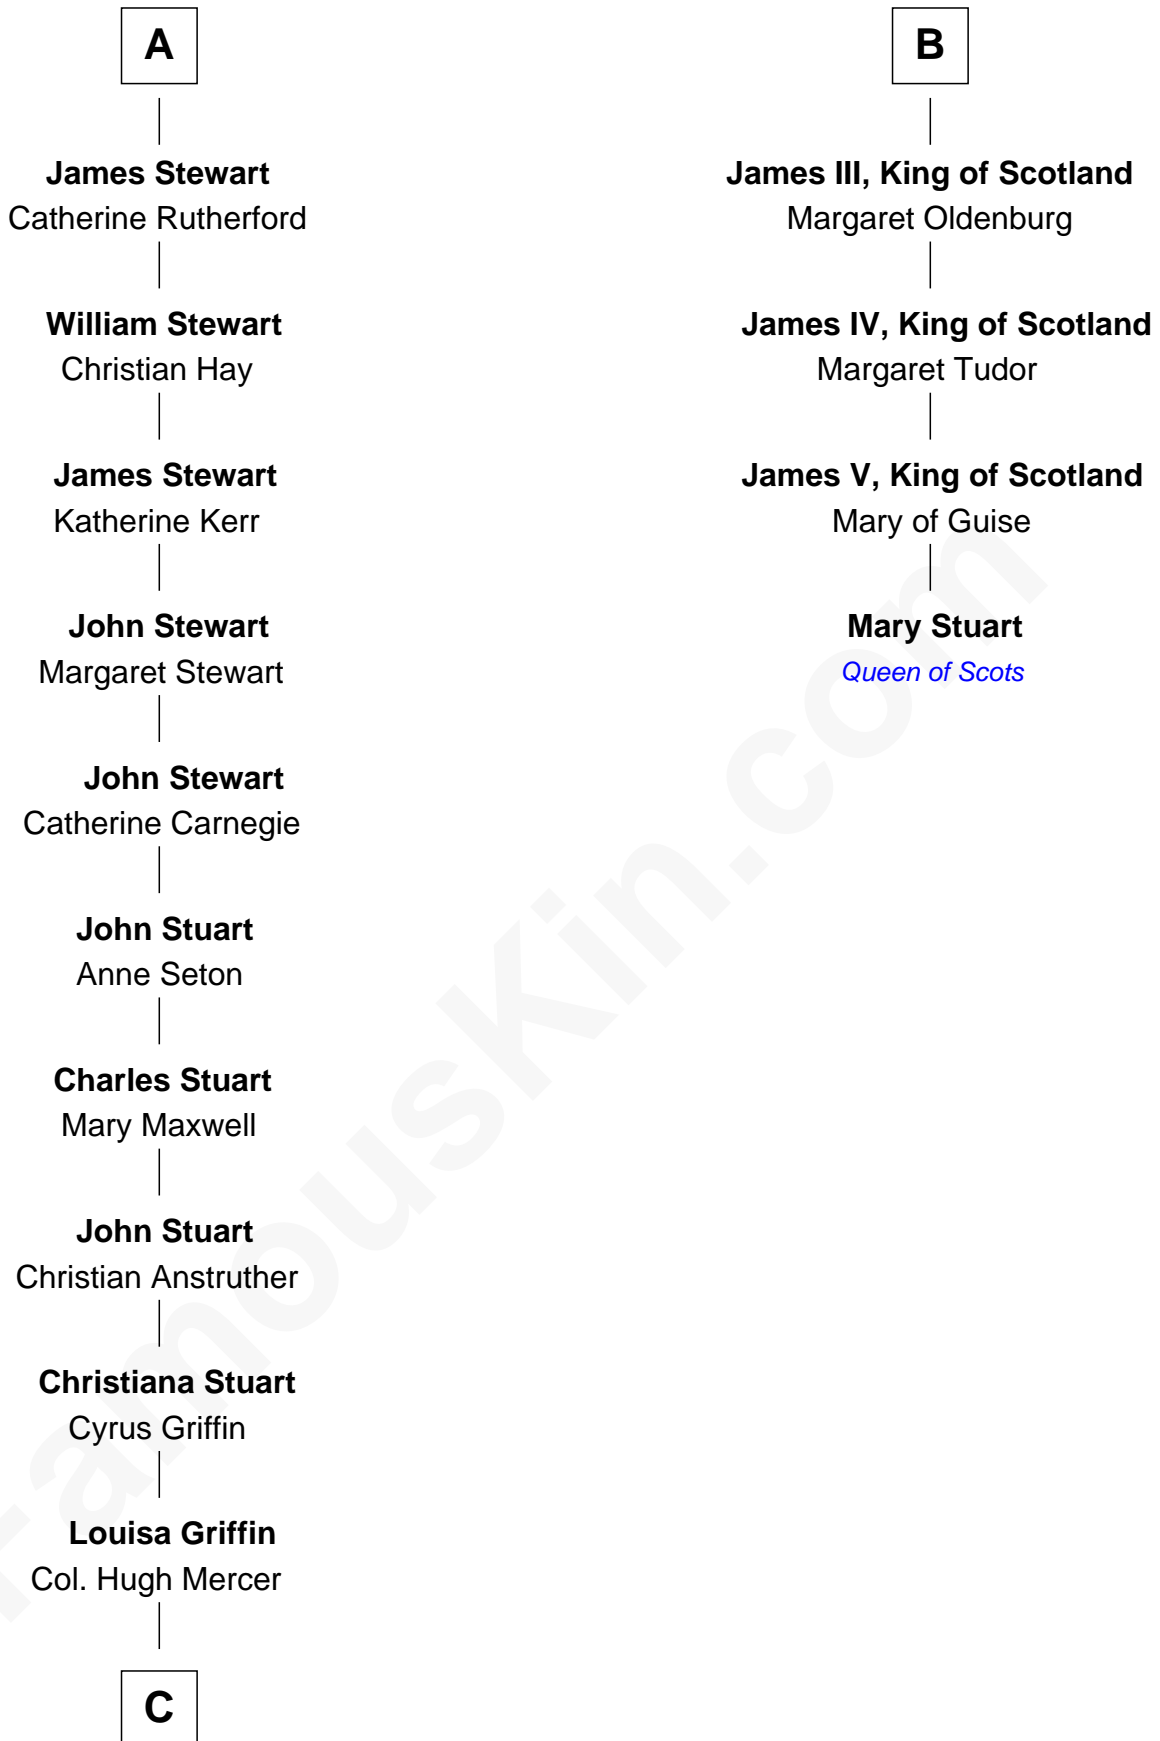 A
James Stewart
Catherine Rutherford
William Stewart
Christian Hay
James Stewart
Katherine Kerr
John Stewart
Margaret Stewart
John Stewart
Catherine Carnegie
John Stuart
Anne Seton
Charles Stuart
Mary Maxwell
John Stuart
Christian Anstruther
Christiana Stuart
Cyrus Griffin
Louisa Griffin
Col. Hugh Mercer
C
B
James III, King of Scotland
Margaret Oldenburg
James IV, King of Scotland
Margaret Tudor
James V, King of Scotland
Mary of Guise
Mary Stuart
Queen of Scots
FamousKin.com